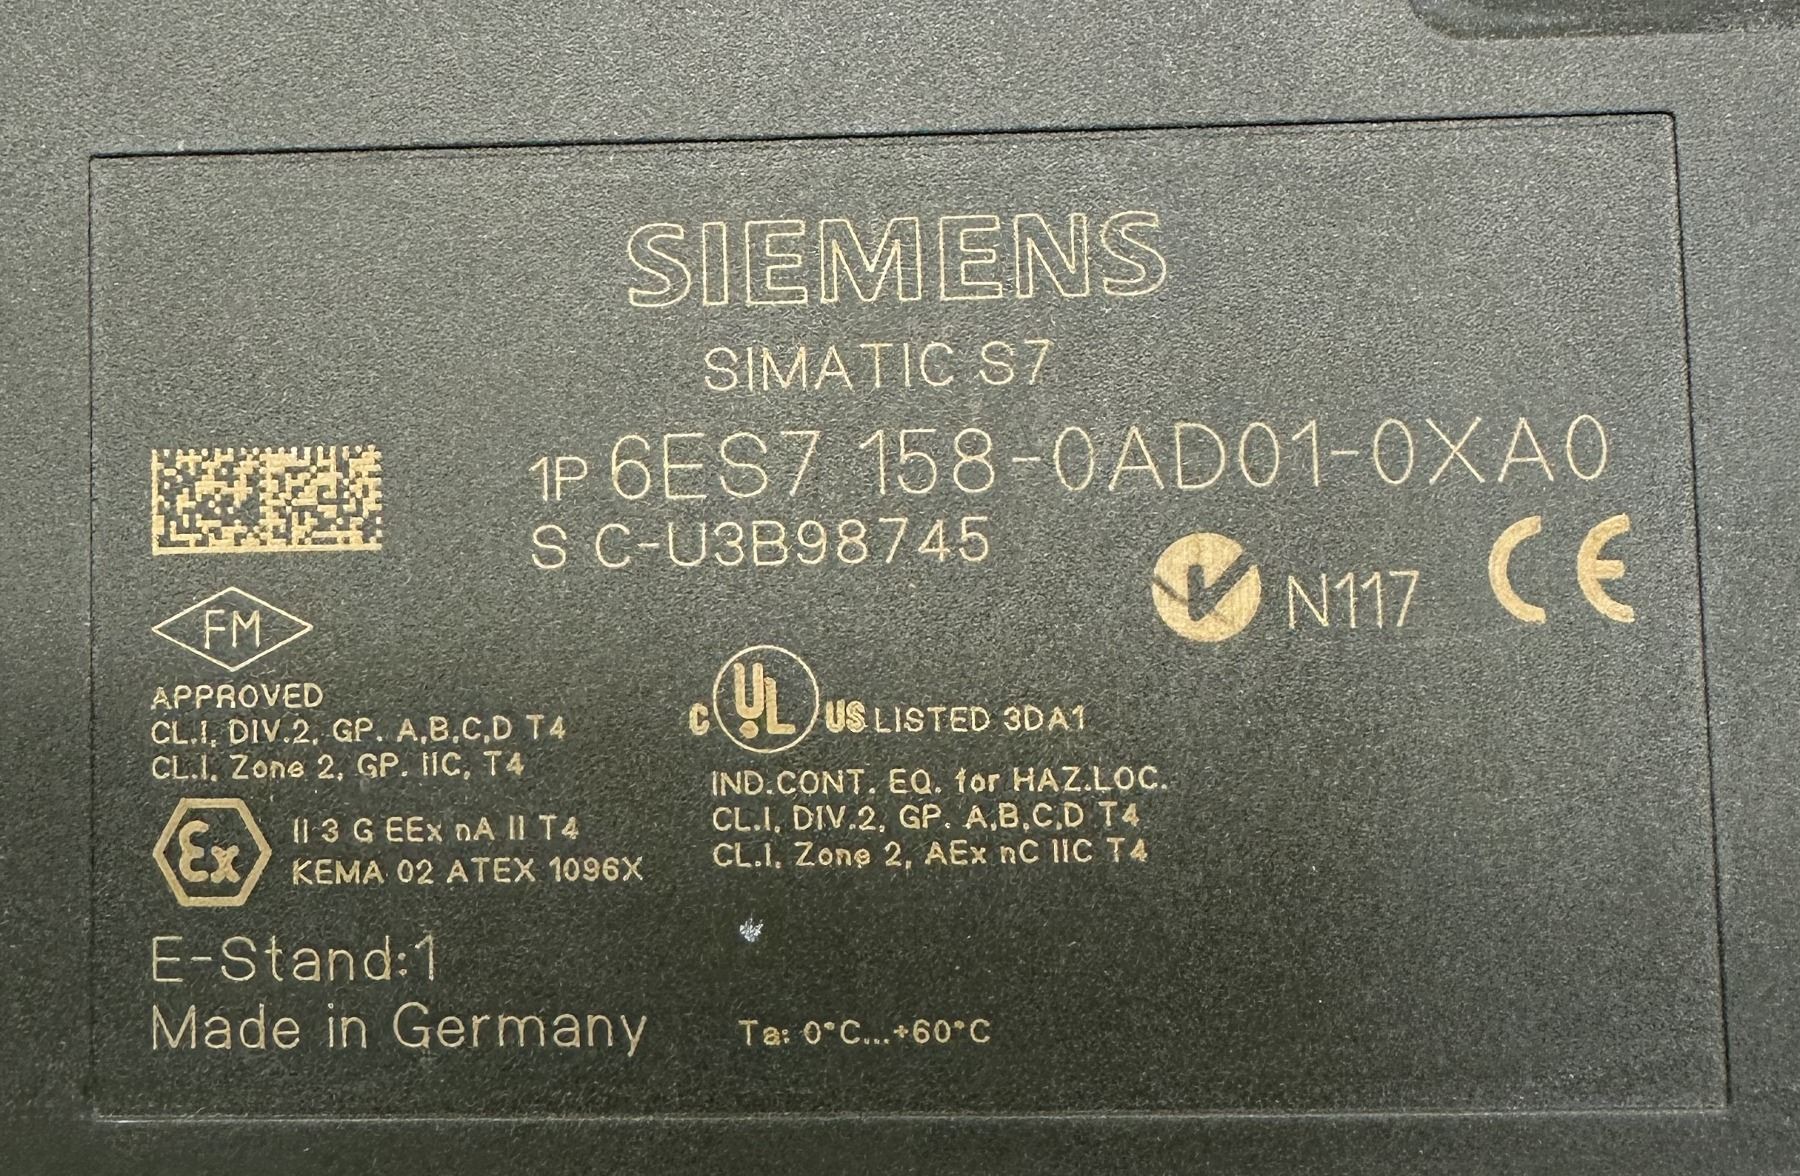 SIEMENS
SIMATIC S7
1P 6ES7 158-0AD01-0XA0
S C-U3B98745
N117 CE
FM
APPROVED
CL.I, DIV.2, GP. A,B,C,D T4
CL.I, Zone 2, GP. IIC, T4
C UL US LISTED 3DA1
IND.CONT. EQ. for HAZ.LOC.
CL.I, DIV.2, GP. A,B,C,D T4
CL.I, Zone 2, AEx nC IIC T4
Ex II 3 G EEx nA II T4
KEMA 02 ATEX 1096X
E-Stand:1
Made in Germany
Ta: 0°C...+60°C